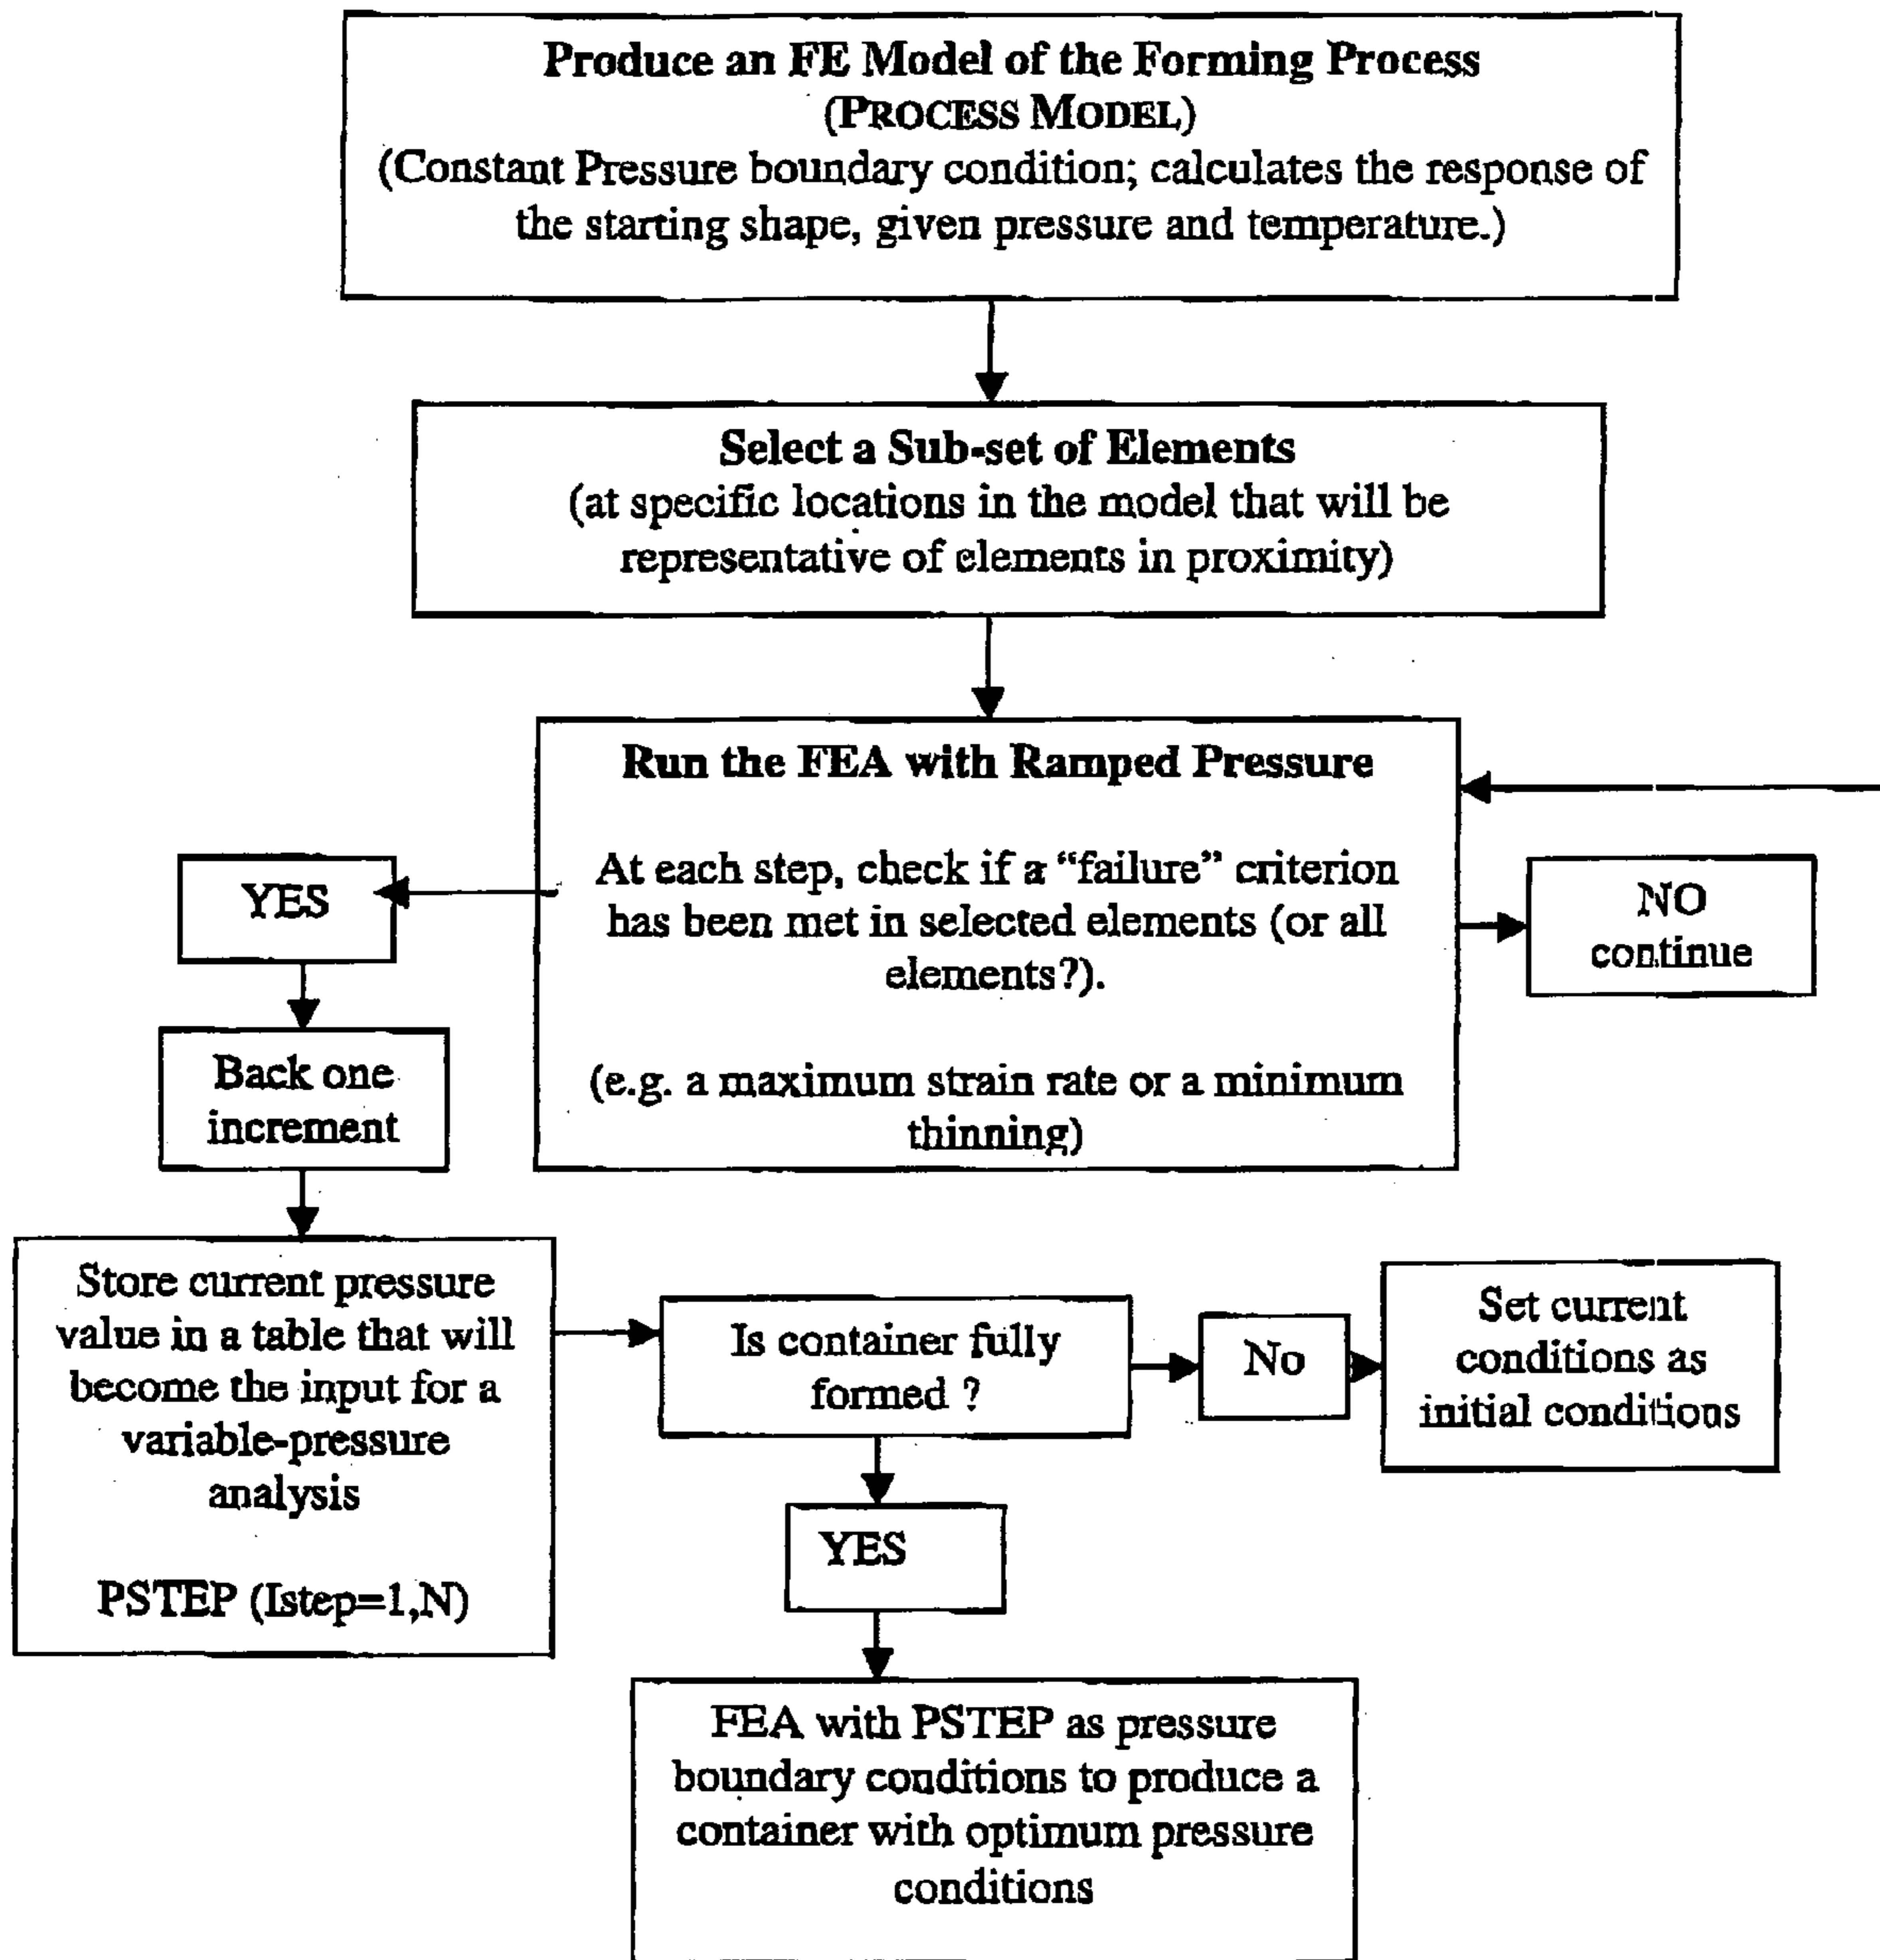 Produce an FE Model of the Forming Process
(PROCESS MODEL)
(Constant Pressure boundary condition; calculates the response of
the starting shape, given pressure and temperature.)
Select a Sub-set of Elements
(at specific locations in the model that will be
representative of elements in proximity)
Run the FEA with Ramped Pressure
At each step, check if a “failure” criterion
has been met in selected elements (or all
elements?).
(e.g. a maximum strain rate or a minimum
thinning)
YES
NO
continue
Back one
increment
Store current pressure
value in a table that will
become the input for a
variable-pressure
analysis
PSTEP (Istep=1,N)
Is container fully
formed ?
No
Set current
conditions as
initial conditions
YES
FEA with PSTEP as pressure
boundary conditions to produce a
container with optimum pressure
conditions